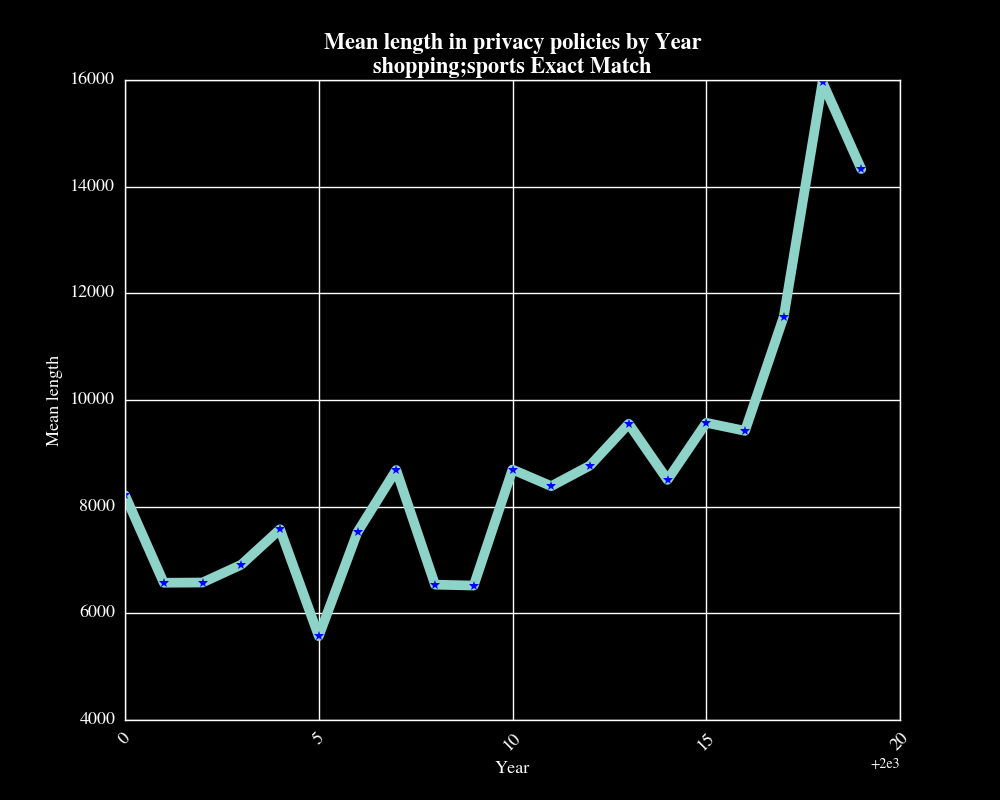 Mean length in privacy policies by Year
shopping;sports Exact Match
16000
14000
12000
10000
8000
6000
4000
Mean length
0
5
10
15
20
Year
+2e3